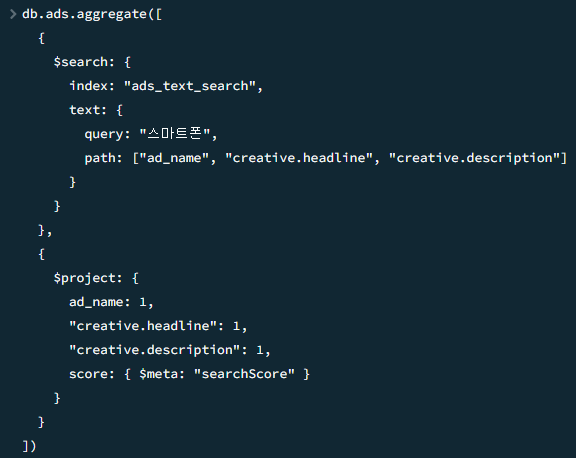 > db.ads.aggregate([
{
$search: {
index: "ads_text_search",
text: {
query: "스마트폰",
path: ["ad_name", "creative.headline", "creative.description"]
}
}
},
{
$project: {
ad_name: 1,
"creative.headline": 1,
"creative.description": 1,
score: { $meta: "searchScore" }
}
}
])